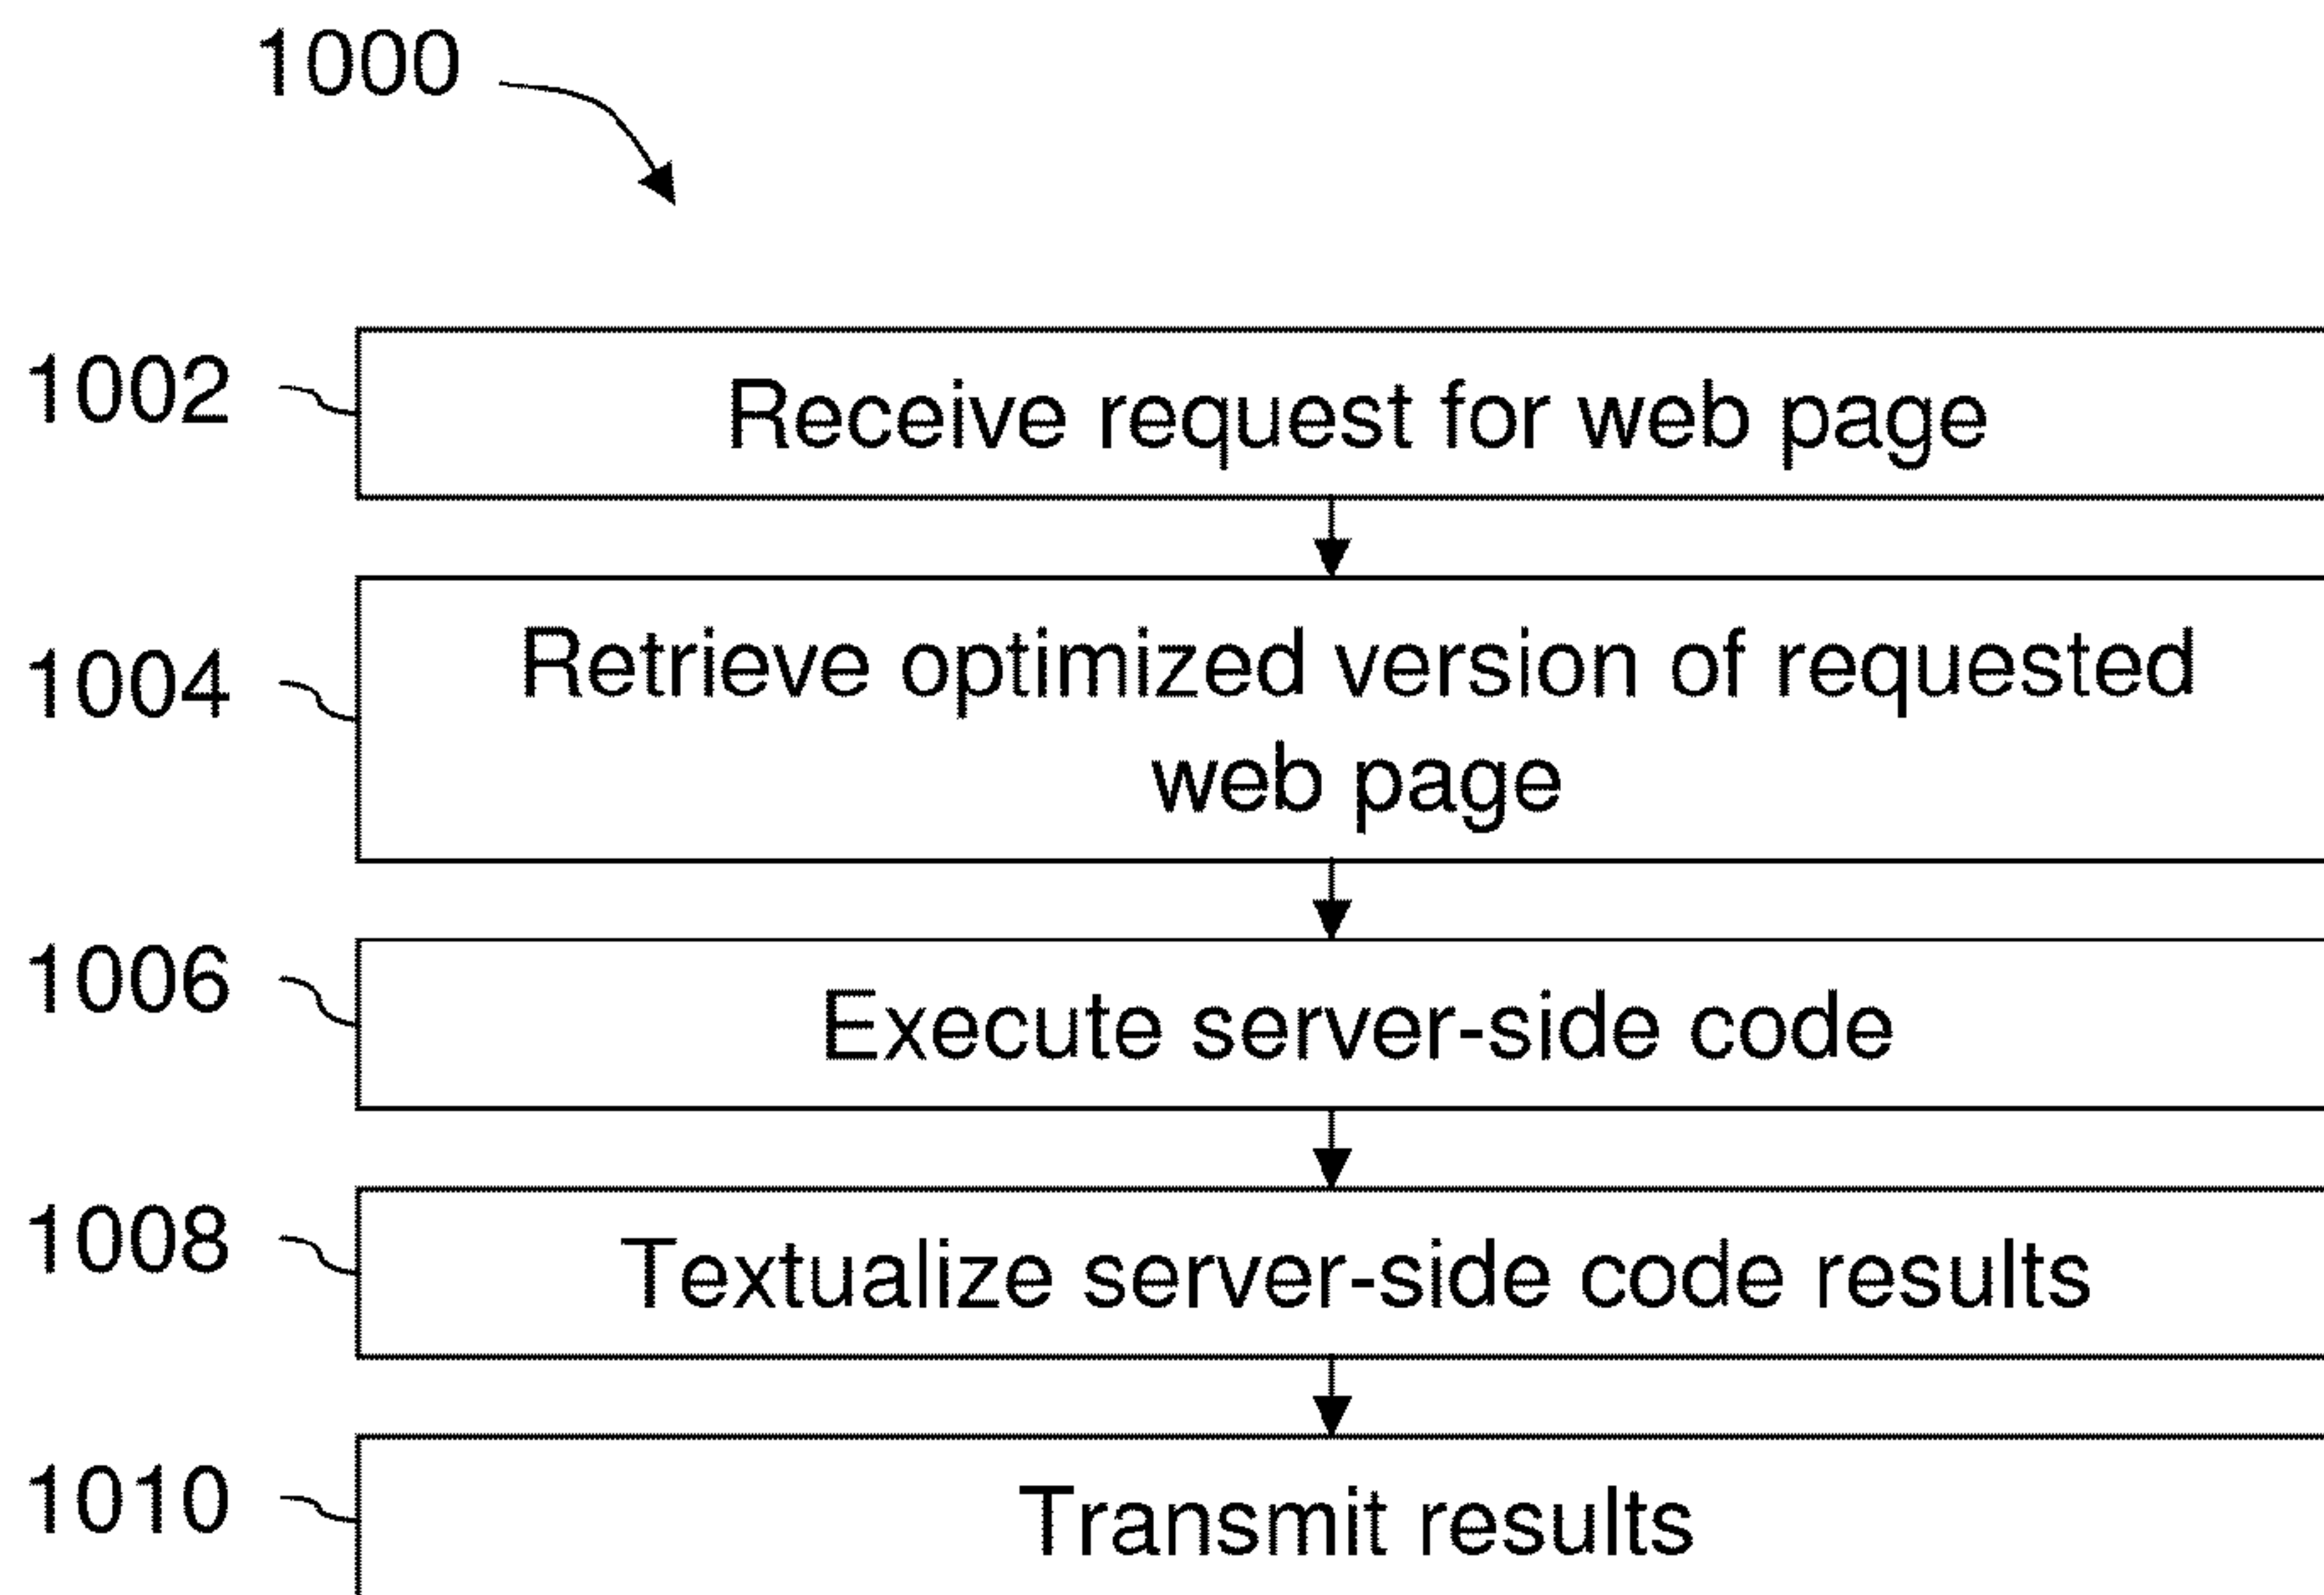 1000
1002 Receive request for web page
1004 Retrieve optimized version of requested
web page
1006 Execute server-side code
1008 Textualize server-side code results
1010 Transmit results